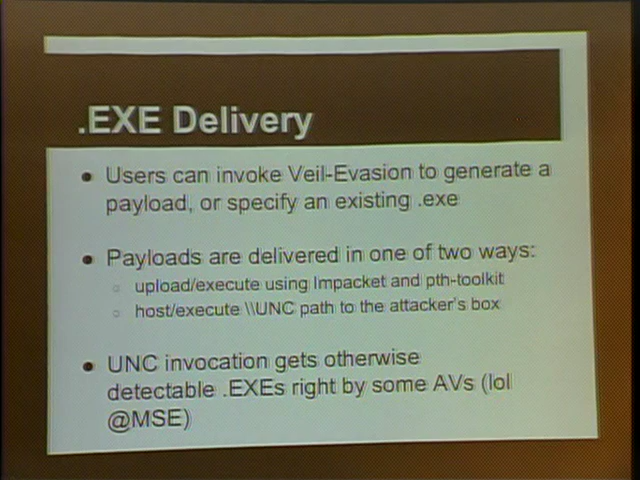 .EXE Delivery
● Users can invoke Veil-Evasion to generate a
payload, or specify an existing .exe
● Payloads are delivered in one of two ways:
○ upload/execute using Impacket and pth-toolkit
○ host/execute \\UNC path to the attacker's box
● UNC invocation gets otherwise
detectable .EXEs right by some AVs (lol
@MSE)